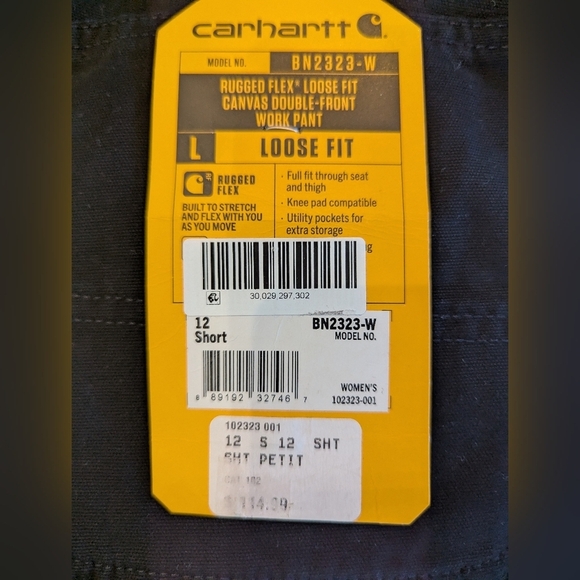 carhartt
MODEL NO. BN2323-W
RUGGED FLEX® LOOSE FIT
CANVAS DOUBLE-FRONT
WORK PANT
L LOOSE FIT
RUGGED
FLEX
BUILT TO STRETCH
AND FLEX WITH YOU
AS YOU MOVE
· Full fit through seat
and thigh
· Knee pad compatible
· Utility pockets for
extra storage
30,029,297,302
12
Short
BN2323-W
MODEL NO.
8 89192 32746 7
WOMEN'S
102323-001
102323 001
12 S 12 SHT
SHT PETIT